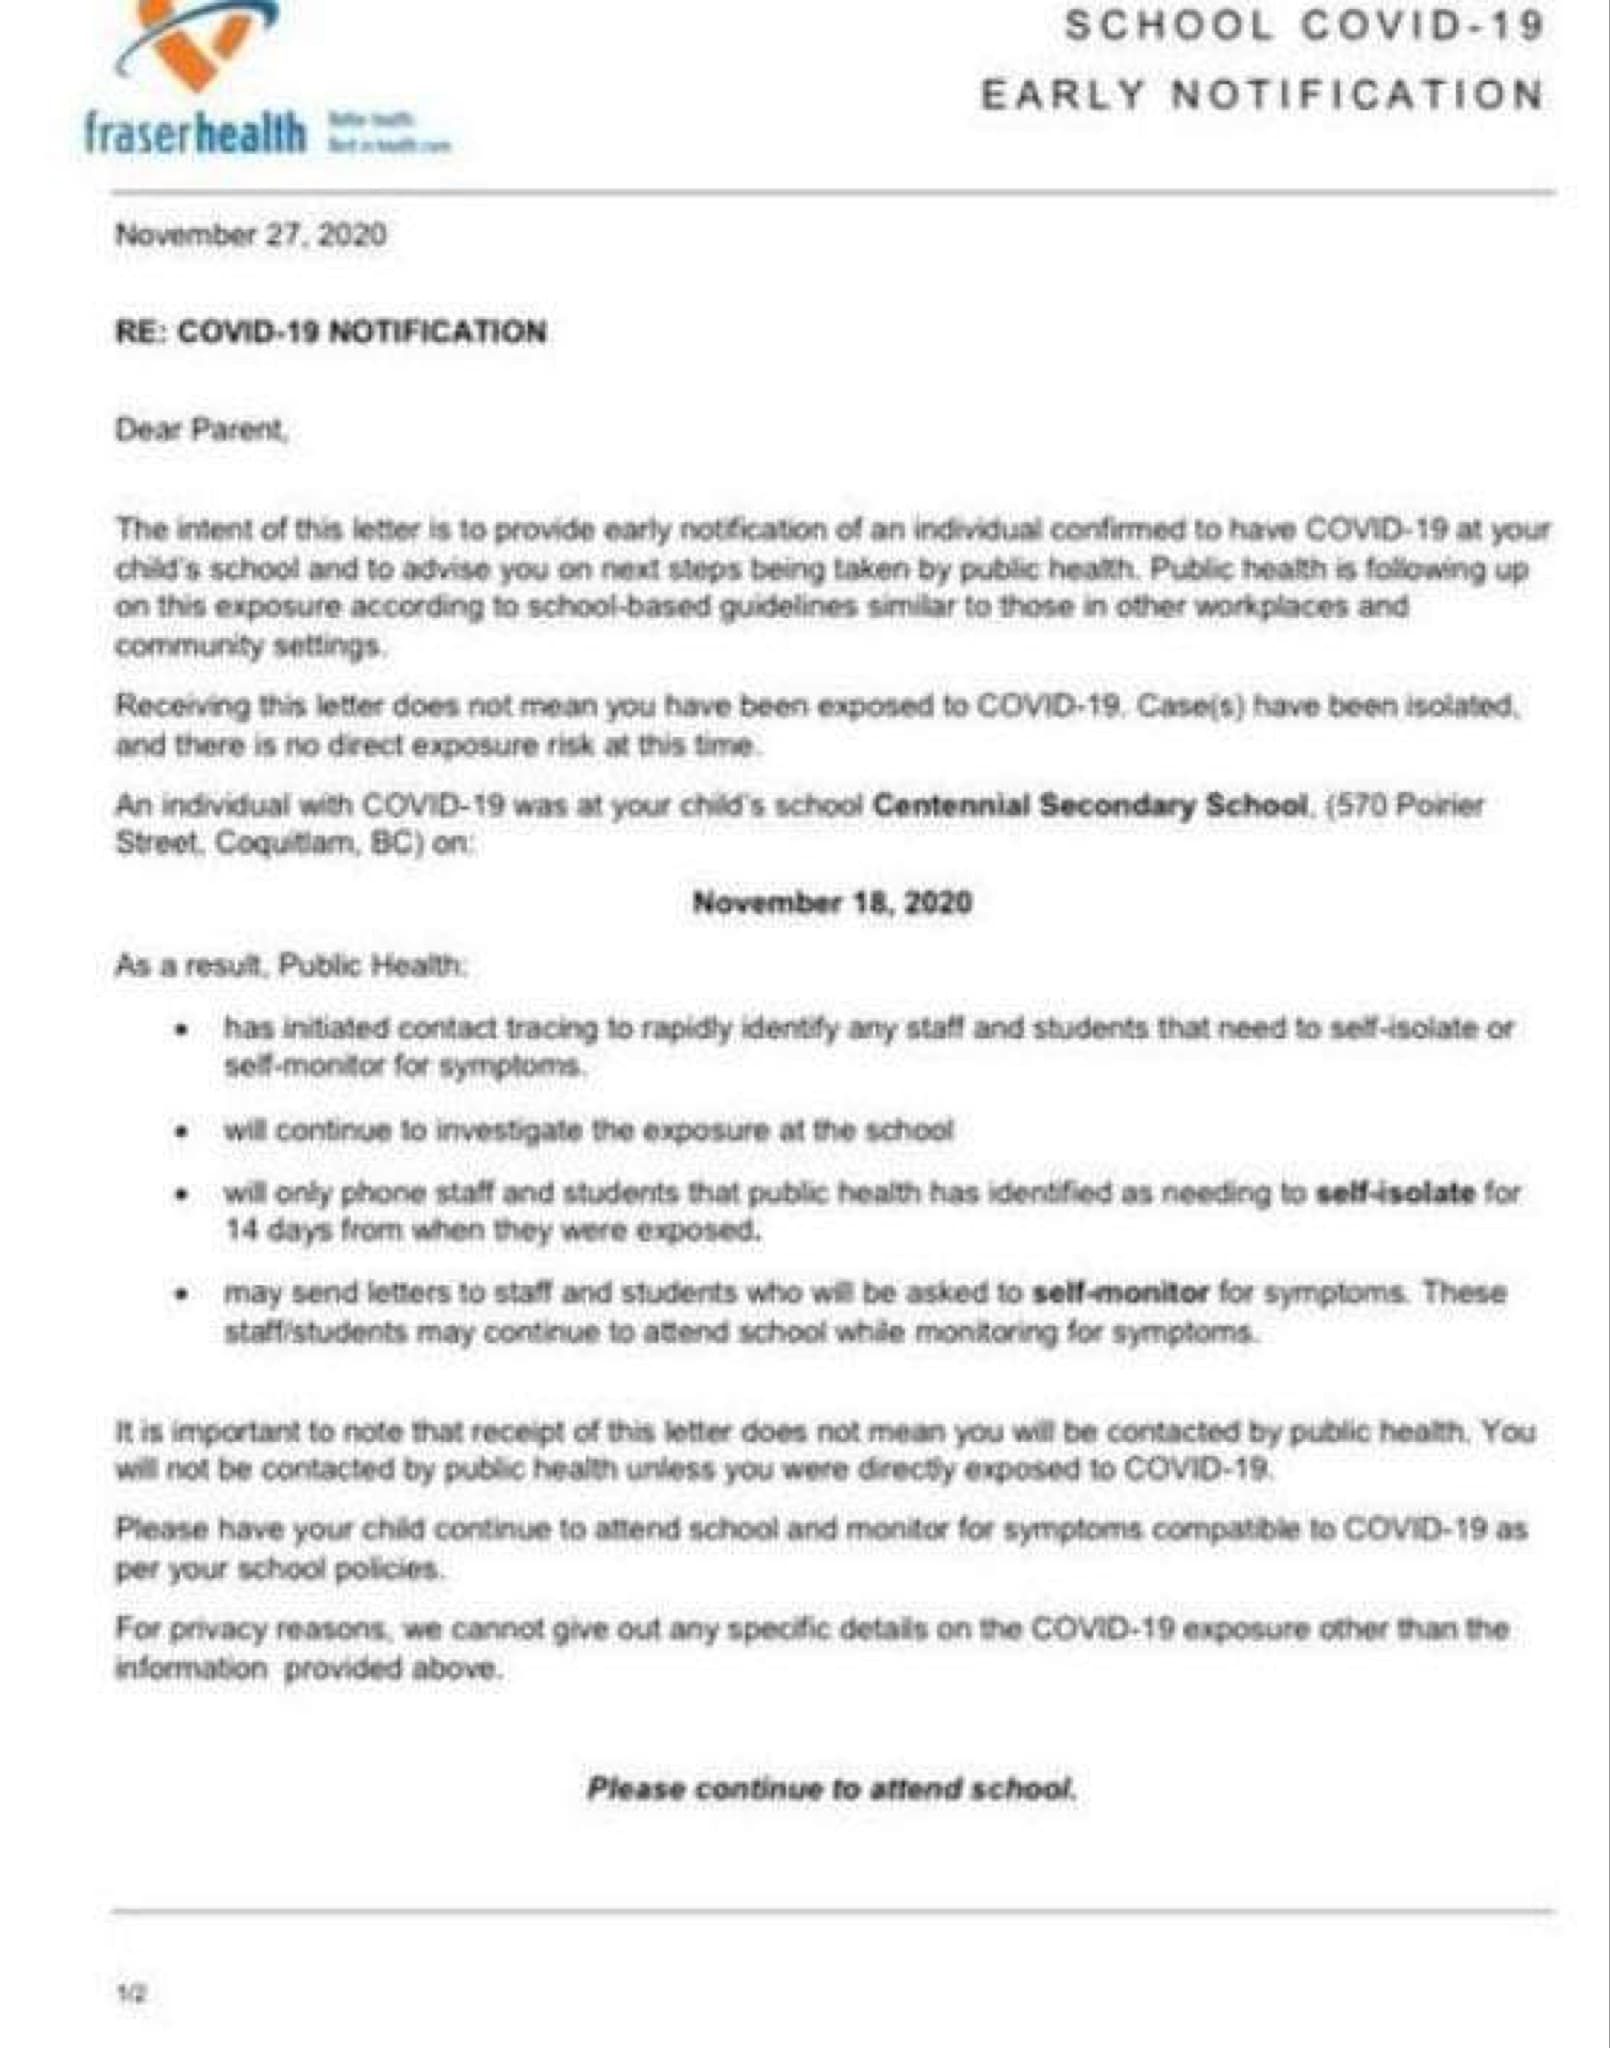 SCHOOL COVID-19
EARLY NOTIFICATION
fraserhealth
Better health.
Best in health care.
November 27, 2020
RE: COVID-19 NOTIFICATION
Dear Parent,
The intent of this letter is to provide early notification of an individual confirmed to have COVID-19 at your
child's school and to advise you on next steps being taken by public health. Public health is following up
on this exposure according to school-based guidelines similar to those in other workplaces and
community settings.
Receiving this letter does not mean you have been exposed to COVID-19. Case(s) have been isolated,
and there is no direct exposure risk at this time.
An individual with COVID-19 was at your child's school Centennial Secondary School, (570 Poirier
Street, Coquitlam, BC) on:
November 18, 2020
As a result, Public Health:
• has initiated contact tracing to rapidly identify any staff and students that need to self-isolate or
self-monitor for symptoms.
• will continue to investigate the exposure at the school
• will only phone staff and students that public health has identified as needing to self-isolate for
14 days from when they were exposed.
• may send letters to staff and students who will be asked to self-monitor for symptoms. These
staff/students may continue to attend school while monitoring for symptoms.
It is important to note that receipt of this letter does not mean you will be contacted by public health. You
will not be contacted by public health unless you were directly exposed to COVID-19.
Please have your child continue to attend school and monitor for symptoms compatible to COVID-19 as
per your school policies.
For privacy reasons, we cannot give out any specific details on the COVID-19 exposure other than the
information provided above.
Please continue to attend school.
1/2